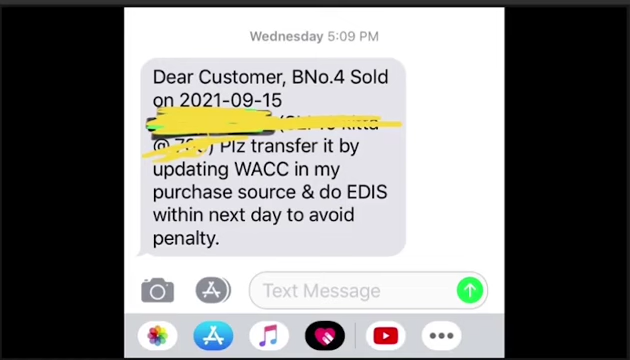 Wednesday 5:09 PM
Dear Customer, BNo.4 Sold
on 2021-09-15
kitta
@ Plz transfer it by
updating WACC in my
purchase source & do EDIS
within next day to avoid
penalty.
Text Message